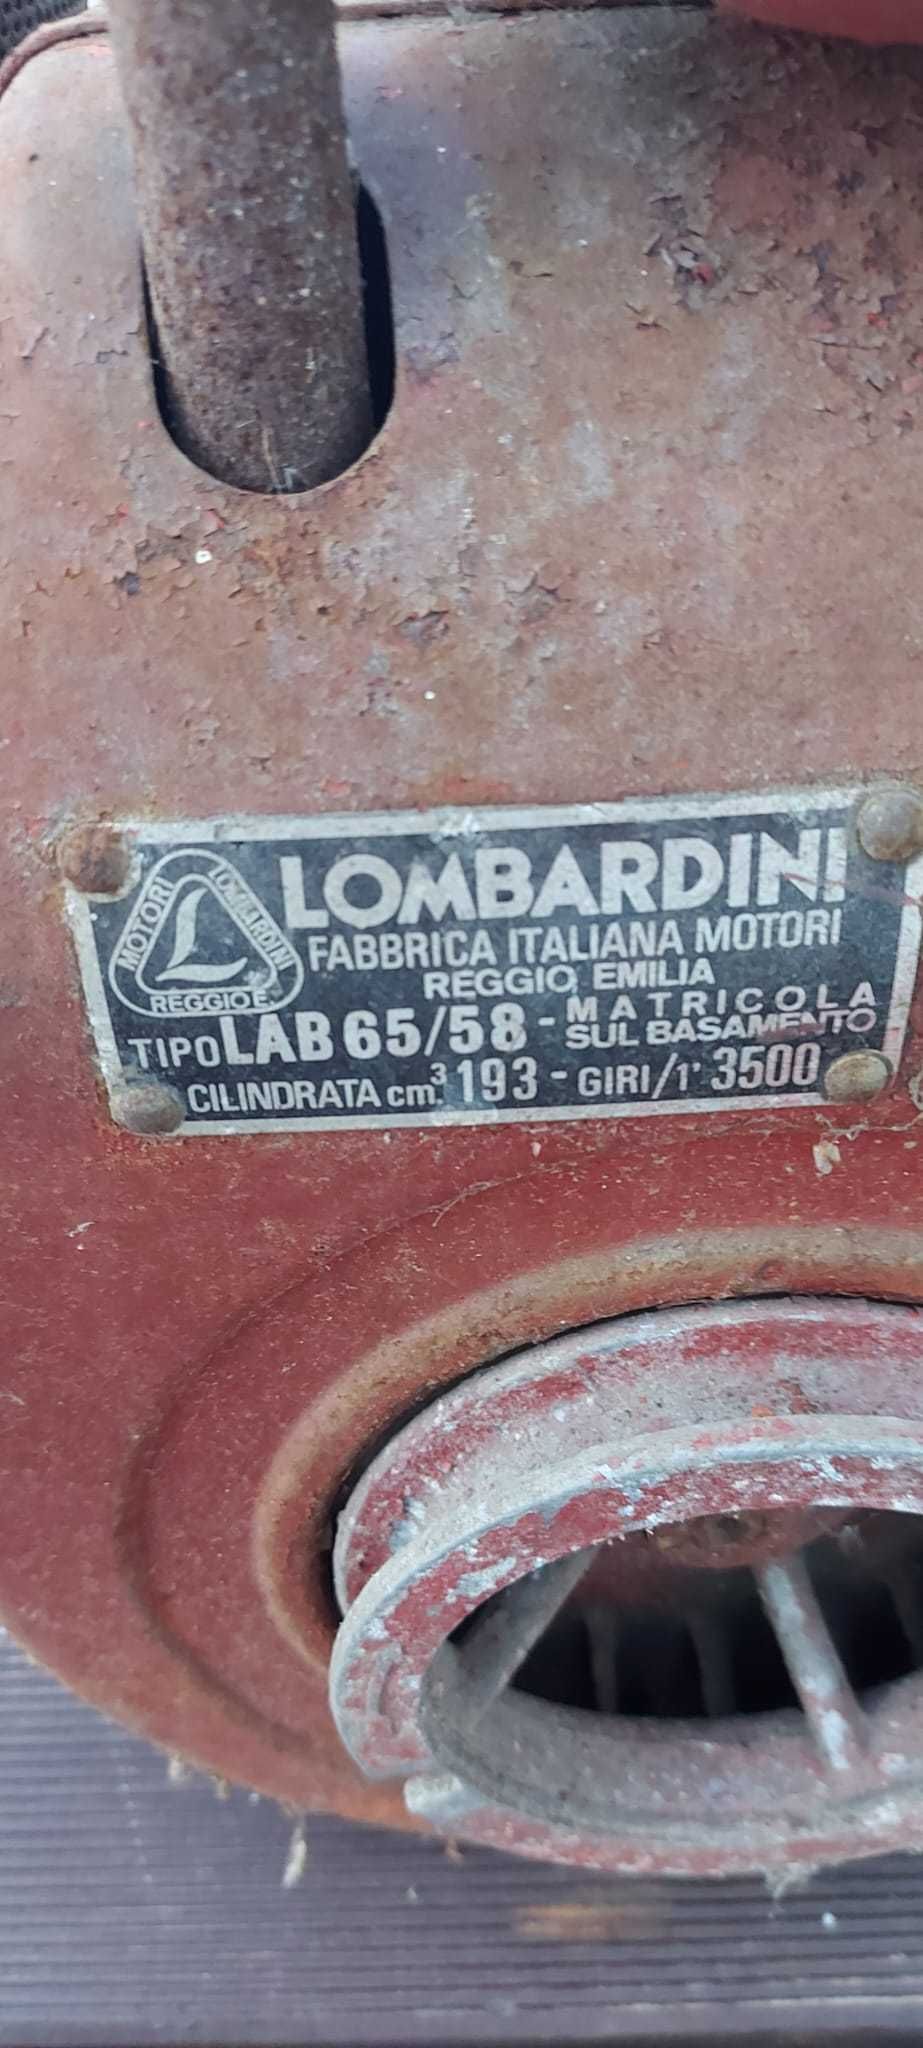 MOTORI LOMBARDINI
L
REGGIO E.
LOMBARDINI
FABBRICA ITALIANA MOTORI
REGGIO EMILIA
TIPO LAB 65/58 - MATRICOLA
SUL BASAMENTO
CILINDRATA cm.³ 193 - GIRI/1' 3500